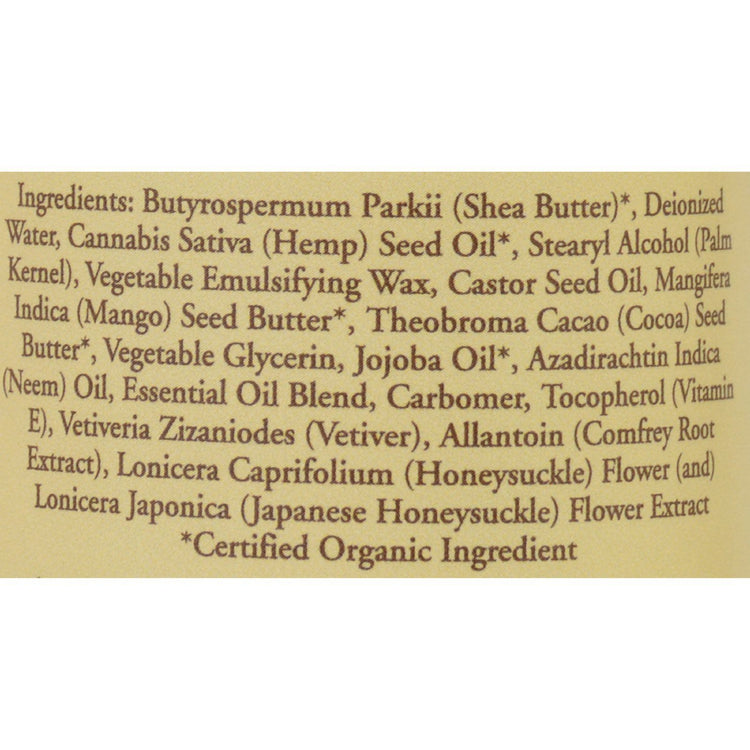 Ingredients: Butyrospermum Parkii (Shea Butter)*, Deionized
Water, Cannabis Sativa (Hemp) Seed Oil*, Stearyl Alcohol (Palm
Kernel), Vegetable Emulsifying Wax, Castor Seed Oil, Mangifera
Indica (Mango) Seed Butter*, Theobroma Cacao (Cocoa) Seed
Butter*, Vegetable Glycerin, Jojoba Oil*, Azadirachtin Indica
(Neem) Oil, Essential Oil Blend, Carbomer, Tocopherol (Vitamin
E), Vetiveria Zizaniodes (Vetiver), Allantoin (Comfrey Root
Extract), Lonicera Caprifolium (Honeysuckle) Flower (and)
Lonicera Japonica (Japanese Honeysuckle) Flower Extract
*Certified Organic Ingredient